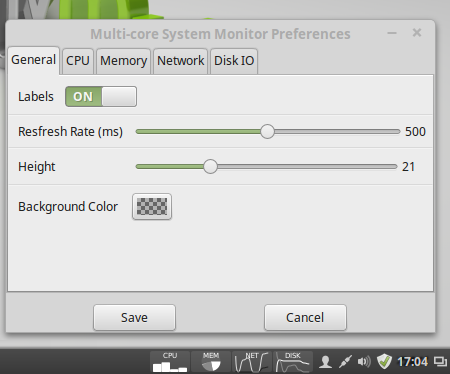 Multi-core System Monitor Preferences
General CPU Memory Network Disk IO
Labels ON
Resfresh Rate (ms) 500
Height 21
Background Color
Save Cancel
CPU MEM NET DISK 17:04